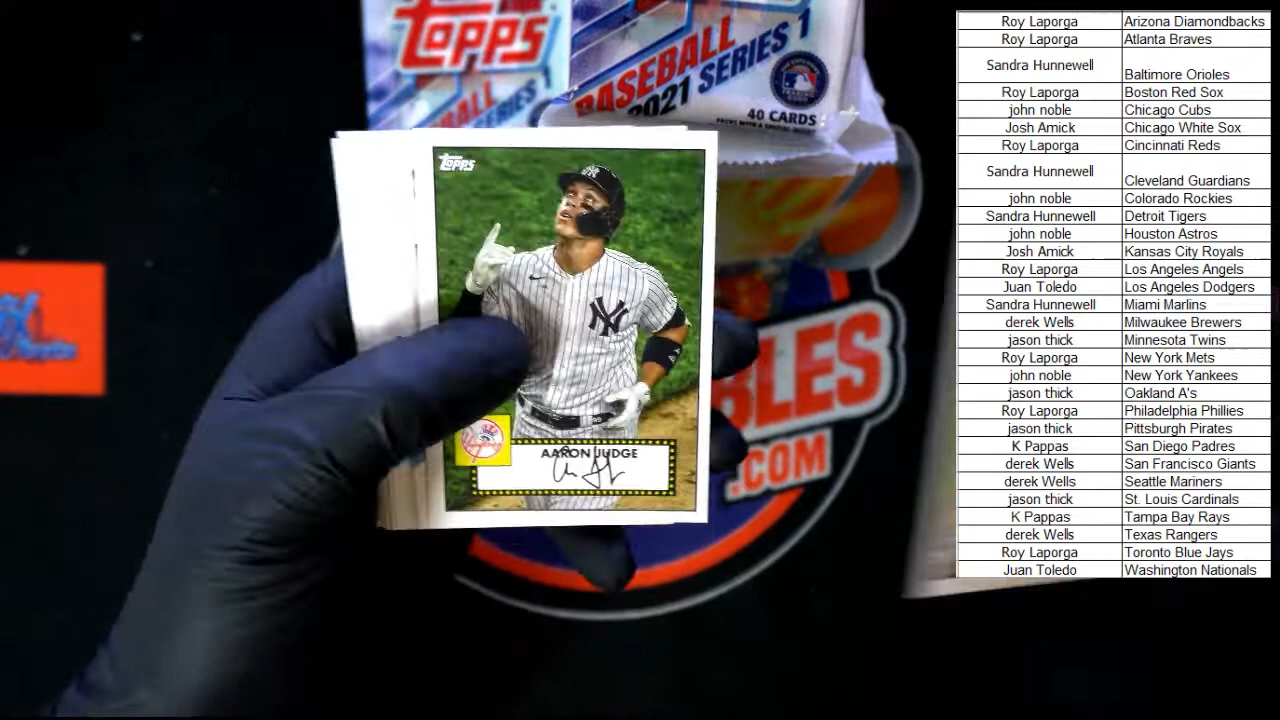 TOPPS
BALL
SERIES 1
BASEBALL
2021 SERIES 1
40 CARDS
TOPPS
NY
NY
AARON JUDGE
BLES
.COM
Roy Laporga Arizona Diamondbacks
Roy Laporga Atlanta Braves
Sandra Hunnewell Baltimore Orioles
Roy Laporga Boston Red Sox
john noble Chicago Cubs
Josh Amick Chicago White Sox
Roy Laporga Cincinnati Reds
Sandra Hunnewell Cleveland Guardians
john noble Colorado Rockies
Sandra Hunnewell Detroit Tigers
john noble Houston Astros
Josh Amick Kansas City Royals
Roy Laporga Los Angeles Angels
Juan Toledo Los Angeles Dodgers
Sandra Hunnewell Miami Marlins
derek Wells Milwaukee Brewers
jason thick Minnesota Twins
Roy Laporga New York Mets
john noble New York Yankees
jason thick Oakland A's
Roy Laporga Philadelphia Phillies
jason thick Pittsburgh Pirates
K Pappas San Diego Padres
derek Wells San Francisco Giants
derek Wells Seattle Mariners
jason thick St. Louis Cardinals
K Pappas Tampa Bay Rays
derek Wells Texas Rangers
Roy Laporga Toronto Blue Jays
Juan Toledo Washington Nationals